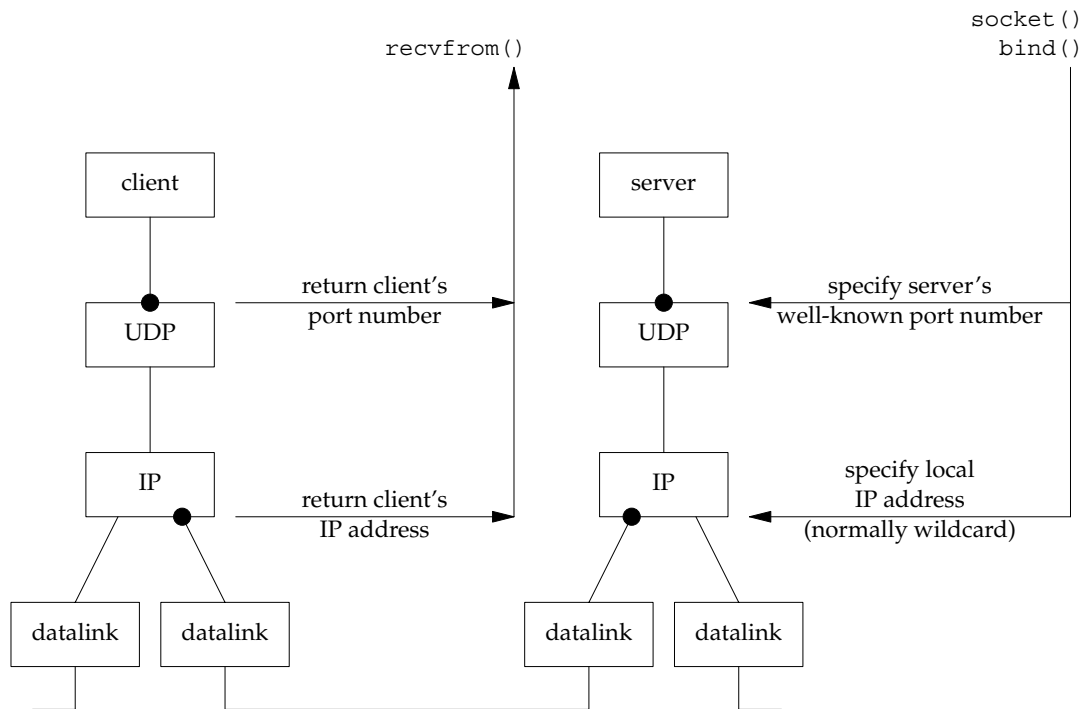 socket()
recvfrom()
bind()
client
server
return client's
port number
specify server's
well-known port number
UDP
UDP
IP
IP
return client's
IP address
specify local
IP address
(normally wildcard)
datalink
datalink
datalink
datalink